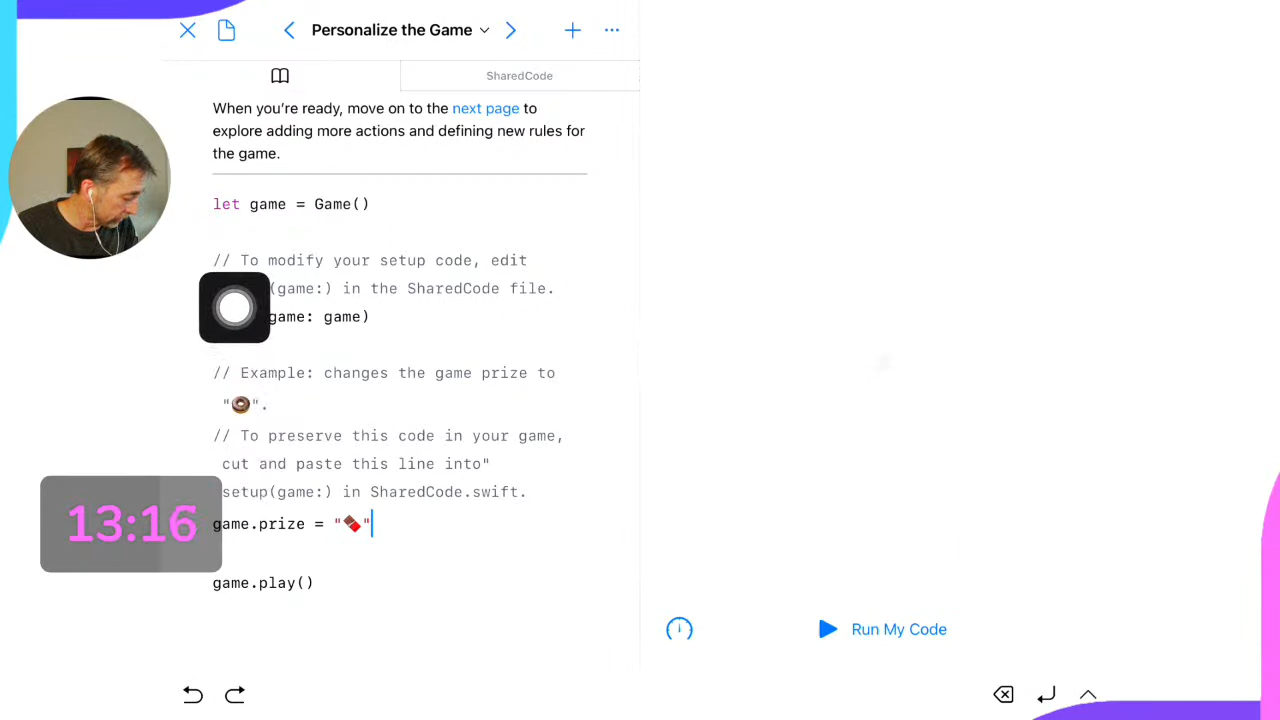 Personalize the Game
SharedCode
When you’re ready, move on to the next page to
explore adding more actions and defining new rules for
the game.
let game = Game()
// To modify your setup code, edit
(game:) in the SharedCode file.
game: game)
// Example: changes the game prize to
"🍩".
// To preserve this code in your game,
cut and paste this line into"
setup(game:) in SharedCode.swift.
game.prize = "🍫"
game.play()
13:16
Run My Code